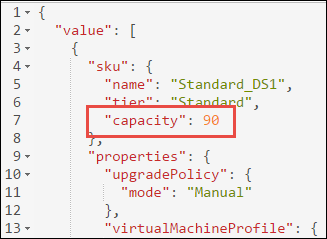 1 {
2 "value": [
3 {
4 "sku": {
5 "name": "Standard_DS1",
6 "tier": "Standard",
7 "capacity": 90
8 },
9 "properties": {
10 "upgradePolicy": {
11 "mode": "Manual"
12 },
13 "virtualMachineProfile": {